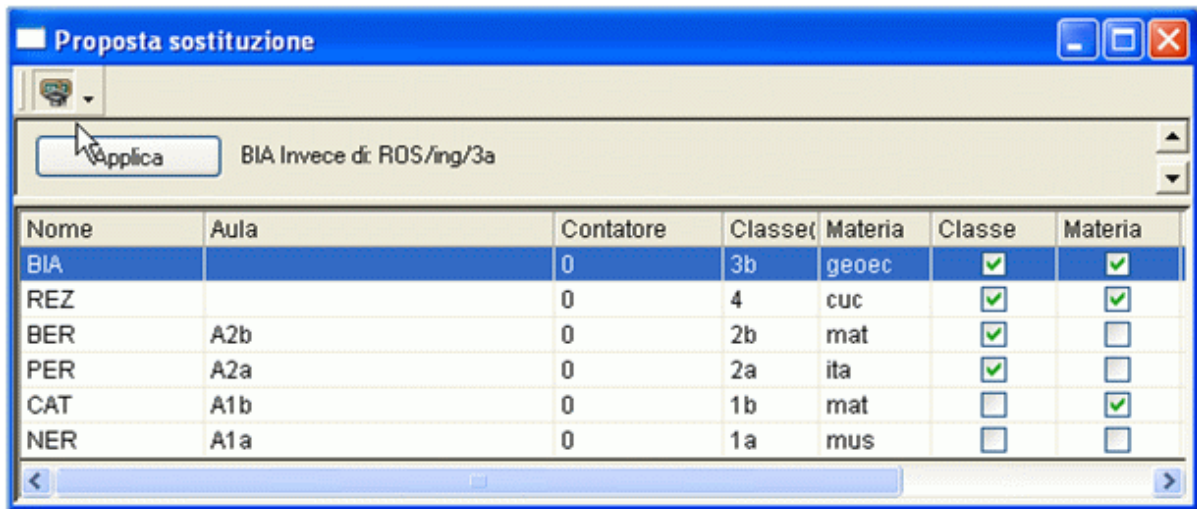 Proposta sostituzione
Applica BIA Invece di: ROS/ing/3a
Nome Aula Contatore Classe( Materia Classe Materia
BIA 0 3b geoec
REZ 0 4 cuc
BER A2b 0 2b mat
PER A2a 0 2a ita
CAT A1b 0 1b mat
NER A1a 0 1a mus